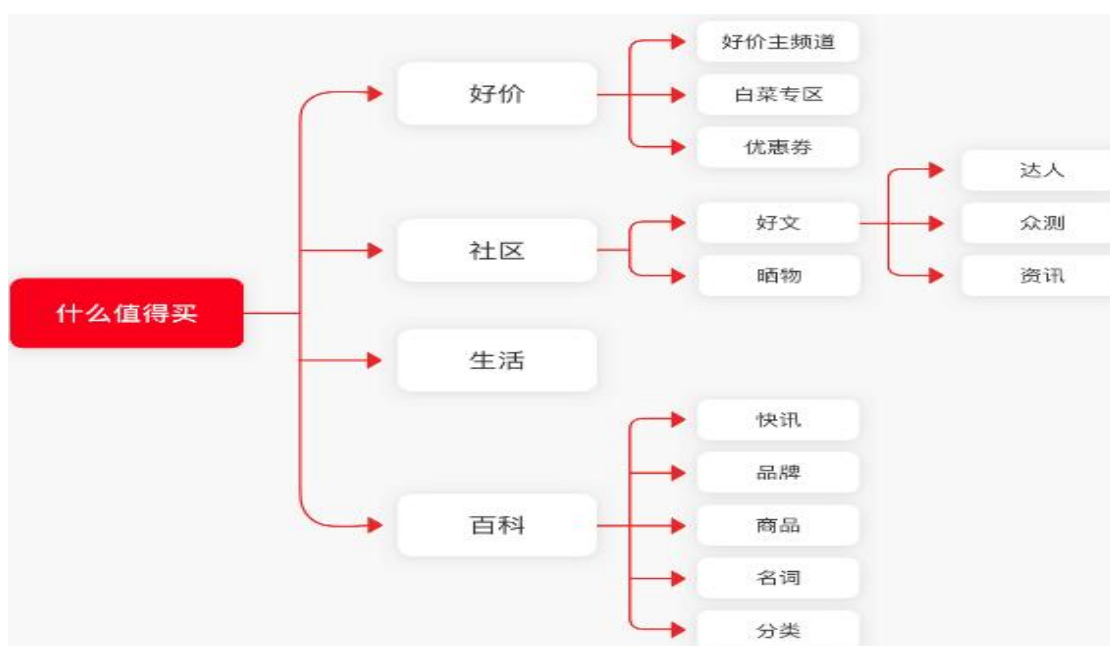 什么值得买
好价
好价主频道
白菜专区
优惠券
社区
好文
达人
众测
资讯
晒物
生活
百科
快讯
品牌
商品
名词
分类